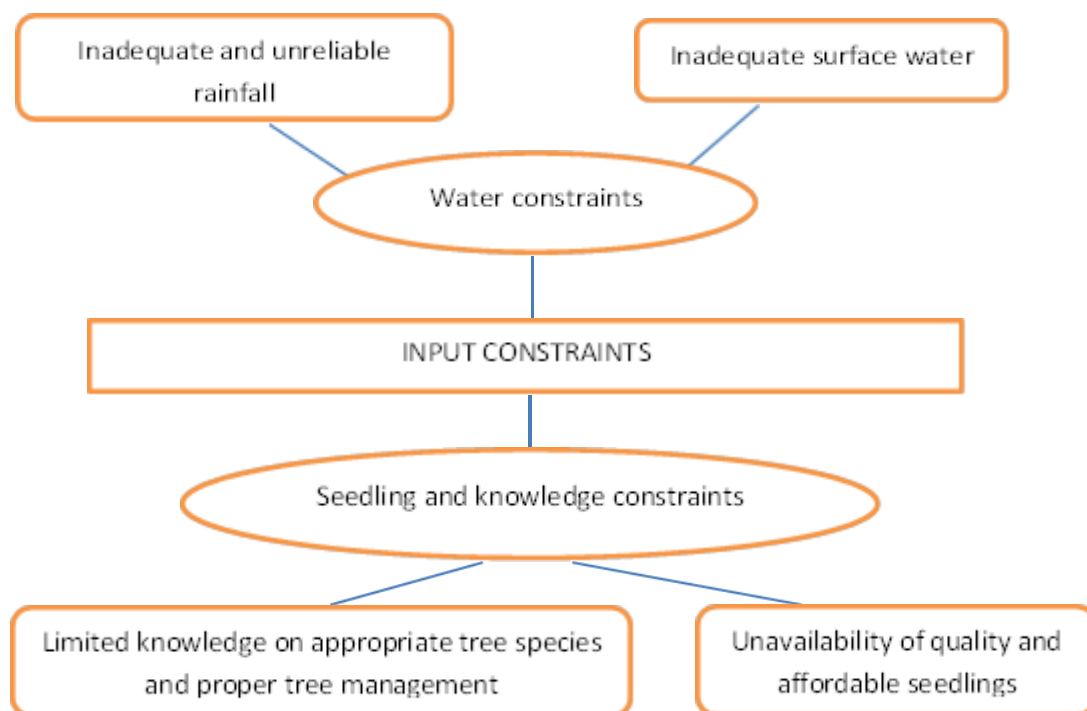 Inadequate and unreliable
rainfall
Inadequate surface water
Water constraints
INPUT CONSTRAINTS
Seedling and knowledge constraints
Limited knowledge on appropriate tree species
and proper tree management
Unavailability of quality and
affordable seedlings